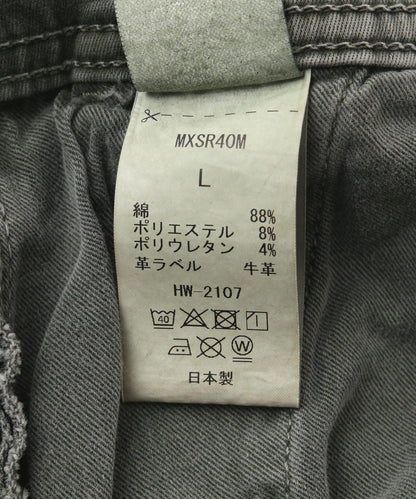 MXSR40M
L
綿 88%
ポリエステル 8%
ポリウレタン 4%
革ラベル 牛革
HW-2107
40
W
日本製